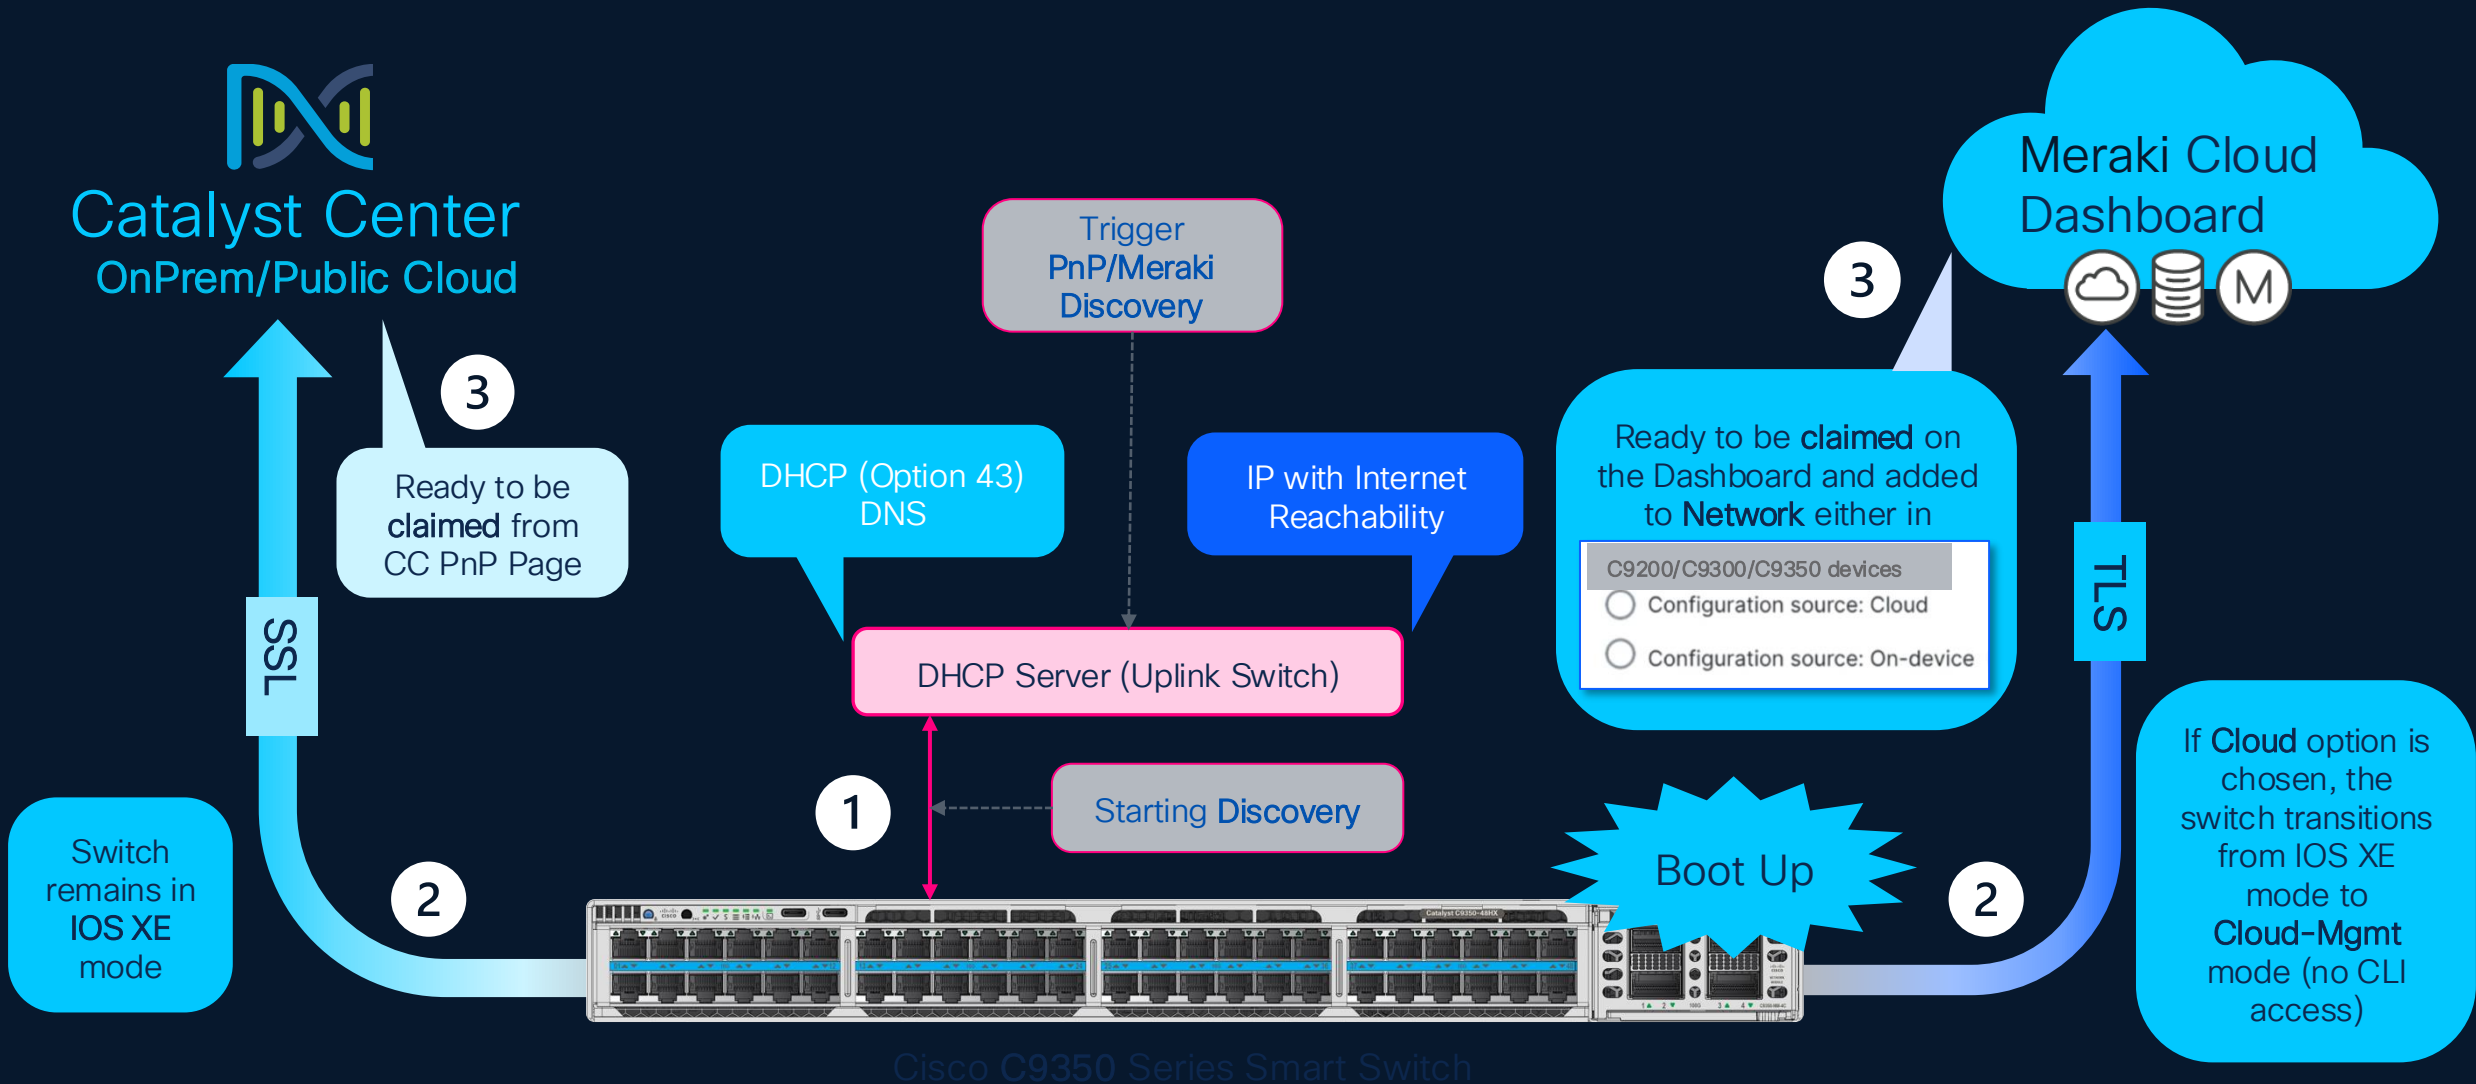 Catalyst Center
OnPrem/Public Cloud
3
Ready to be
claimed from
CC PnP Page
SSL
Switch
remains in
IOS XE
mode
2
Trigger
PnP/Meraki
Discovery
DHCP (Option 43)
DNS
IP with Internet
Reachability
DHCP Server (Uplink Switch)
1
Starting Discovery
Boot Up
Catalyst C9350-48HX
Cisco C9350 Series Smart Switch
Meraki Cloud
Dashboard
M
3
Ready to be claimed on
the Dashboard and added
to Network either in
C9200/C9300/C9350 devices
Configuration source: Cloud
Configuration source: On-device
TLS
2
If Cloud option is
chosen, the
switch transitions
from IOS XE
mode to
Cloud-Mgmt
mode (no CLI
access)